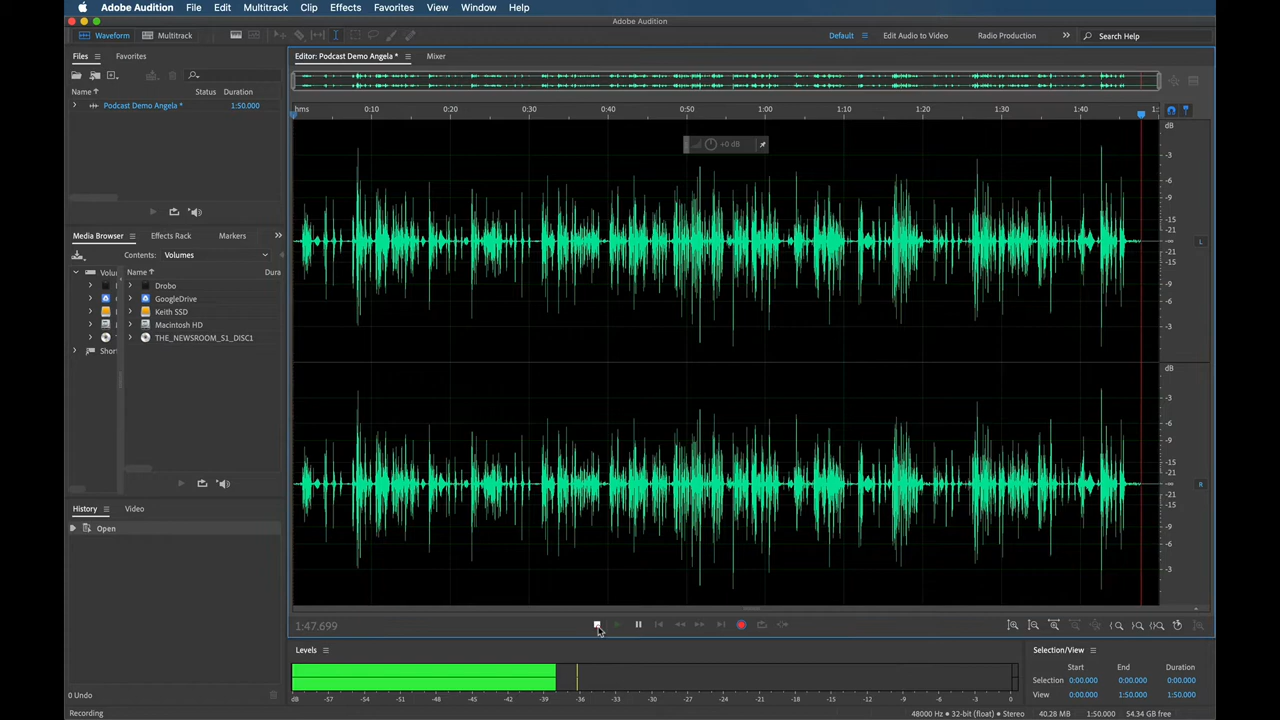 Adobe Audition File Edit Multitrack Clip Effects Favorites View Window Help
Adobe Audition
Waveform Multitrack Default Edit Audio to Video Radio Production Search Help
Files Favorites
Editor: Podcast Demo Angela * Mixer
Name Status Duration
Podcast Demo Angela * 1:50.000
hms 0:10 0:20 0:30 0:40 0:50 1:00 1:10 1:20 1:30 1:40
+0 dB
dB
-3
-6
-9
-15
-21
-∞
-21
-15
-9
-6
-3
L
dB
-3
-6
-9
-15
-21
-∞
-21
-15
-9
-6
-3
R
Media Browser Effects Rack Markers
Contents: Volumes
Volu Name Dura
Drobo
GoogleDrive
Keith SSD
Macintosh HD
THE_NEWSROOM_S1_DISC1
Shor
History Video
Open
1:47.699
Levels
dB -57 -54 -51 -48 -45 -42 -39 -36 -33 -30 -27 -24 -21 -18 -15 -12 -9 -6 -3 0
Selection/View
Start End Duration
Selection 0:00.000 0:00.000 0:00.000
View 0:00.000 1:50.000 1:50.000
0 Undo
Recording
48000 Hz • 32-bit (float) • Stereo 40.28 MB 1:50.000 54.34 GB free